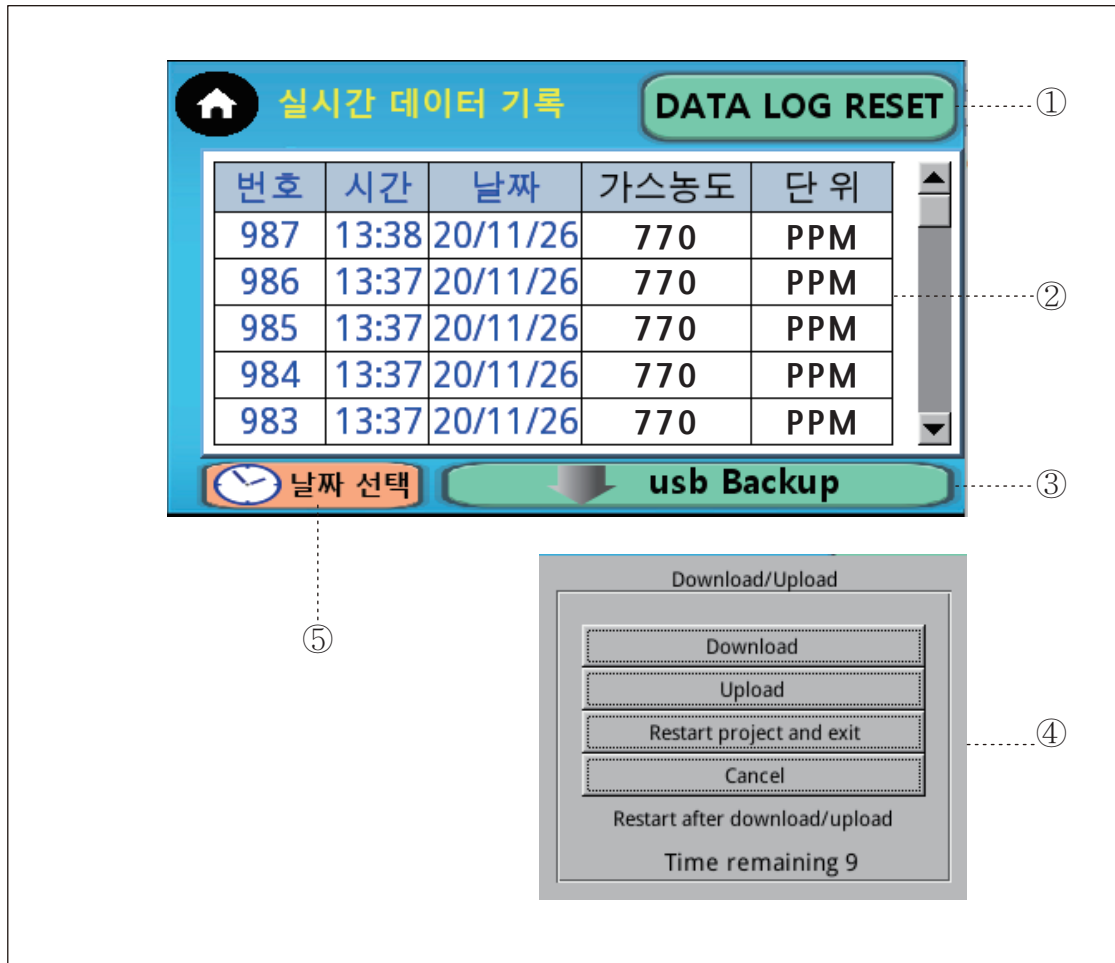 실시간 데이터 기록 DATA LOG RESET ①
번호 시간 날짜 가스농도 단 위
987 13:38 20/11/26 770 PPM
986 13:37 20/11/26 770 PPM
②
985 13:37 20/11/26 770 PPM
984 13:37 20/11/26 770 PPM
983 13:37 20/11/26 770 PPM
날짜 선택 usb Backup ③
Download/Upload
⑤
Download
Upload
Restart project and exit ④
Cancel
Restart after download/upload
Time remaining 9